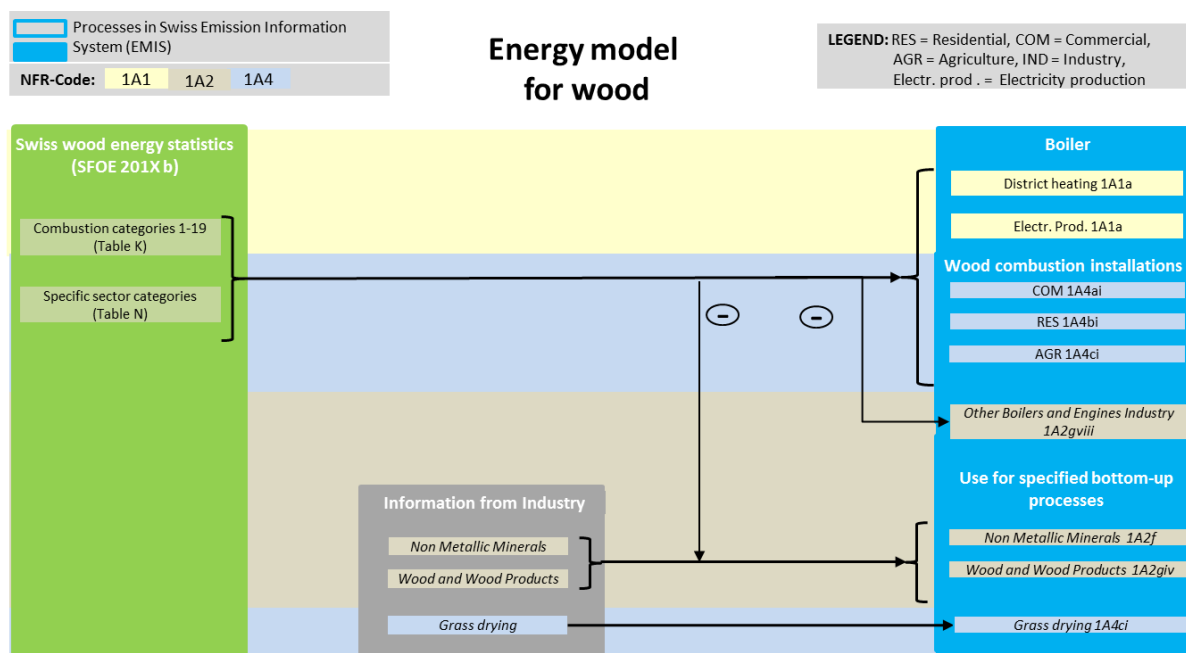 Processes in Swiss Emission Information
System (EMIS)
NFR-Code: 1A1 1A2 1A4
Energy model
for wood
LEGEND: RES = Residential, COM = Commercial,
AGR = Agriculture, IND = Industry,
Electr. prod . = Electricity production
Swiss wood energy statistics
(SFOE 201X b)
Combustion categories 1-19
(Table K)
Specific sector categories
(Table N)
Boiler
District heating 1A1a
Electr. Prod. 1A1a
Wood combustion installations
COM 1A4ai
RES 1A4bi
AGR 1A4ci
-
-
Other Boilers and Engines Industry
1A2gviii
Information from Industry
Non Metallic Minerals
Wood and Wood Products
Grass drying
Use for specified bottom-up
processes
Non Metallic Minerals 1A2f
Wood and Wood Products 1A2giv
Grass drying 1A4ci